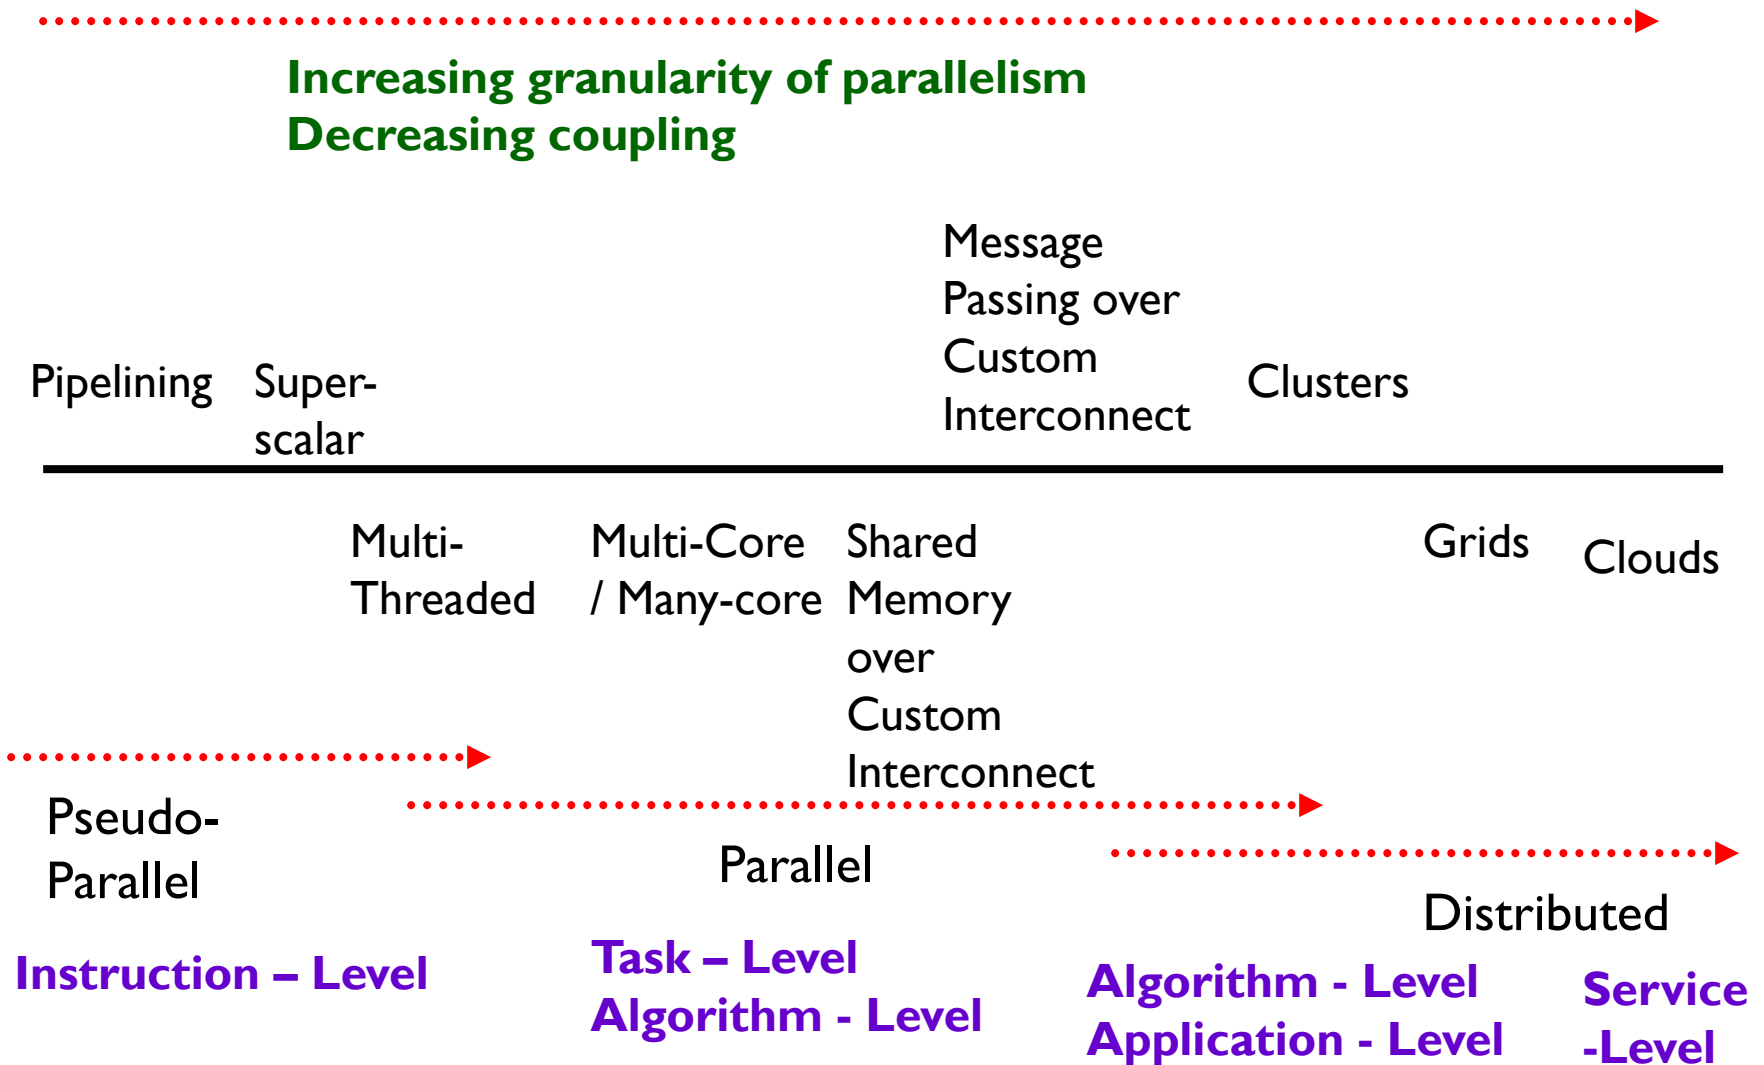 Increasing granularity of parallelism
Decreasing coupling
Message
Passing over
Custom
Interconnect
Pipelining
Super-
scalar
Clusters
Multi-
Threaded
Multi-Core
/ Many-core
Shared
Memory
over
Custom
Interconnect
Grids
Clouds
Pseudo-
Parallel
Parallel
Distributed
Instruction – Level
Task – Level
Algorithm - Level
Algorithm - Level
Application - Level
Service
-Level